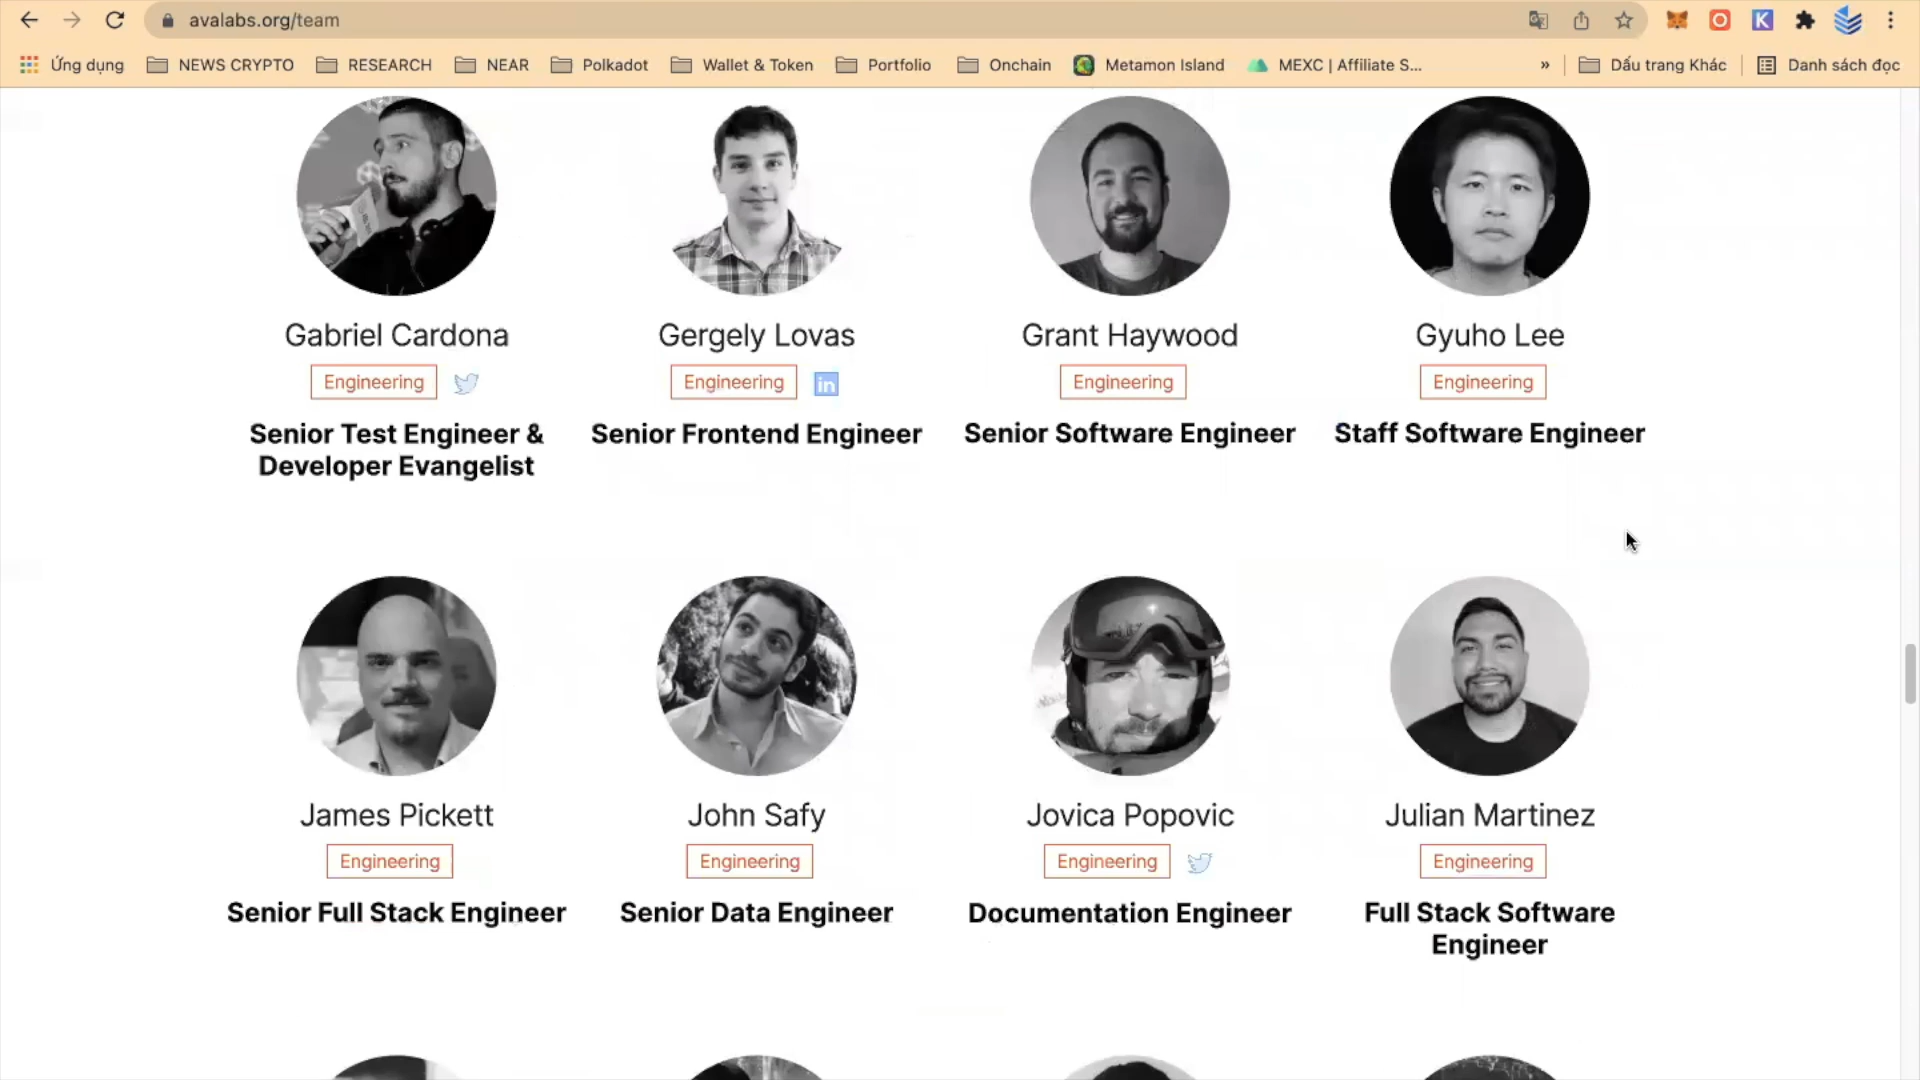 avalabs.org/team
Ứng dụng NEWS CRYPTO RESEARCH NEAR Polkadot Wallet & Token Portfolio Onchain Metamon Island MEXC | Affiliate S... » Dấu trang Khác Danh sách đọc
Gabriel Cardona Gergely Lovas Grant Haywood Gyuho Lee
Engineering Engineering in Engineering Engineering
Senior Test Engineer & Senior Frontend Engineer Senior Software Engineer Staff Software Engineer
Developer Evangelist
James Pickett John Safy Jovica Popovic Julian Martinez
Engineering Engineering Engineering Engineering
Senior Full Stack Engineer Senior Data Engineer Documentation Engineer Full Stack Software
Engineer